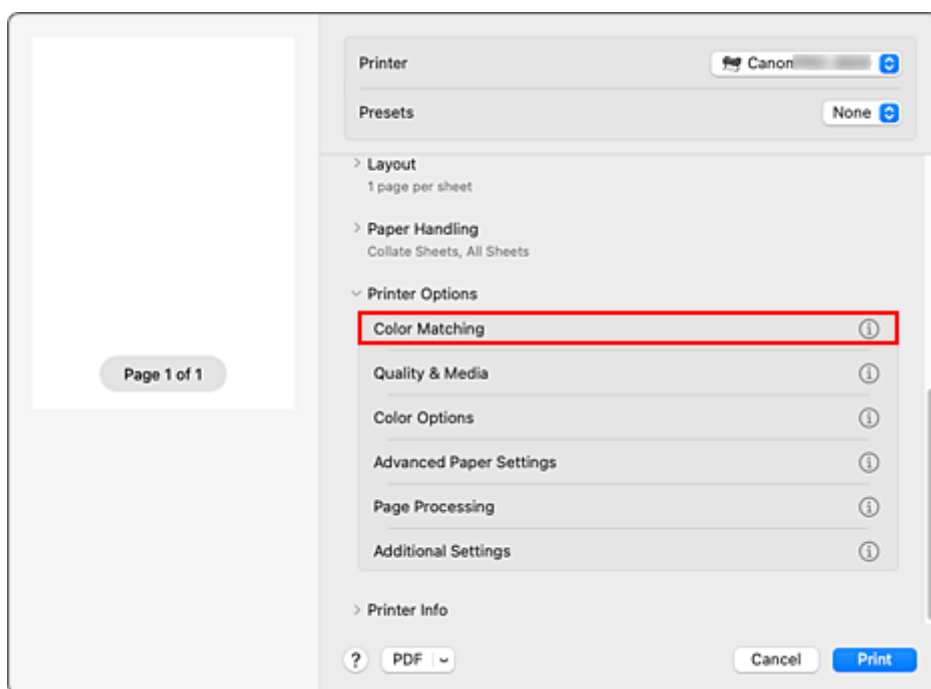 Printer
Canon
Presets
None
Layout
1 page per sheet
Paper Handling
Collate Sheets, All Sheets
Printer Options
Color Matching
Quality & Media
Color Options
Advanced Paper Settings
Page Processing
Additional Settings
Printer Info
Page 1 of 1
?
PDF
Cancel
Print